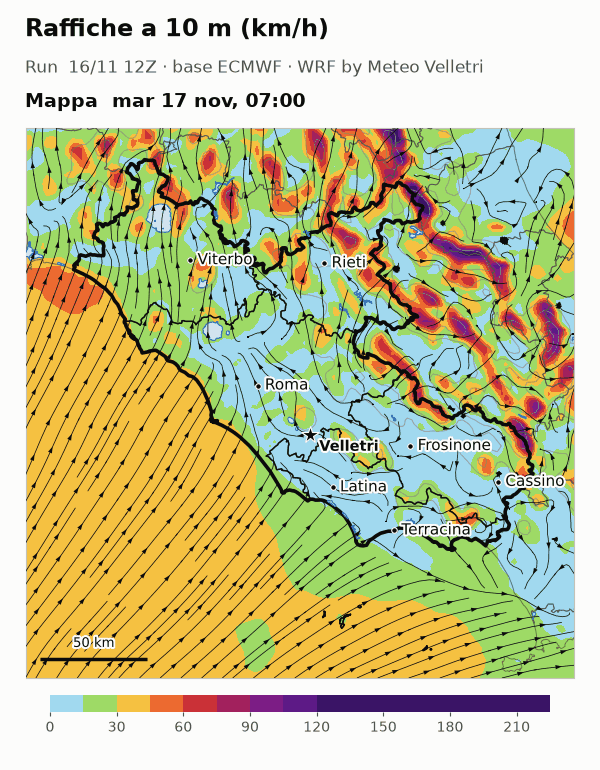 Raffiche a 10 m (km/h)
Run  16/11 12Z · base ECMWF · WRF by Meteo Velletri
Mappa  mar 17 nov, 07:00
Viterbo
Rieti
Roma
Velletri
Frosinone
Latina
Cassino
Terracina
50 km
0 30 60 90 120 150 180 210